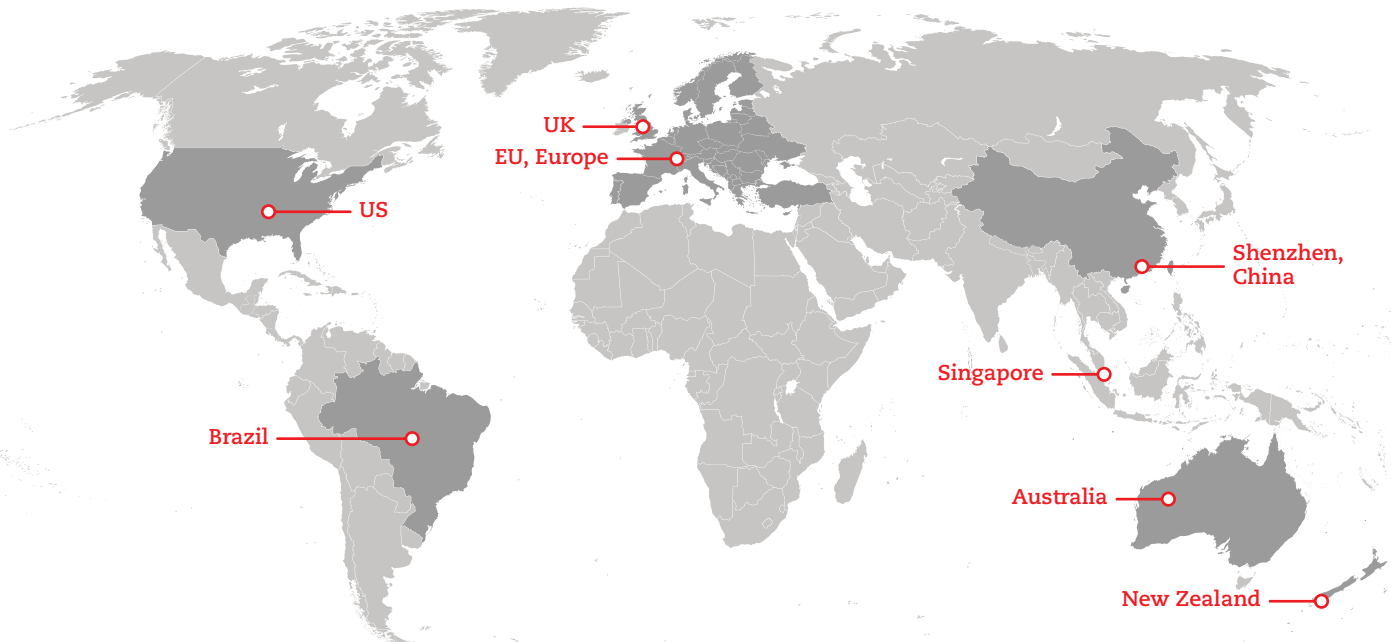 UK
EU, Europe
US
Shenzhen,
China
Singapore
Brazil
Australia
New Zealand